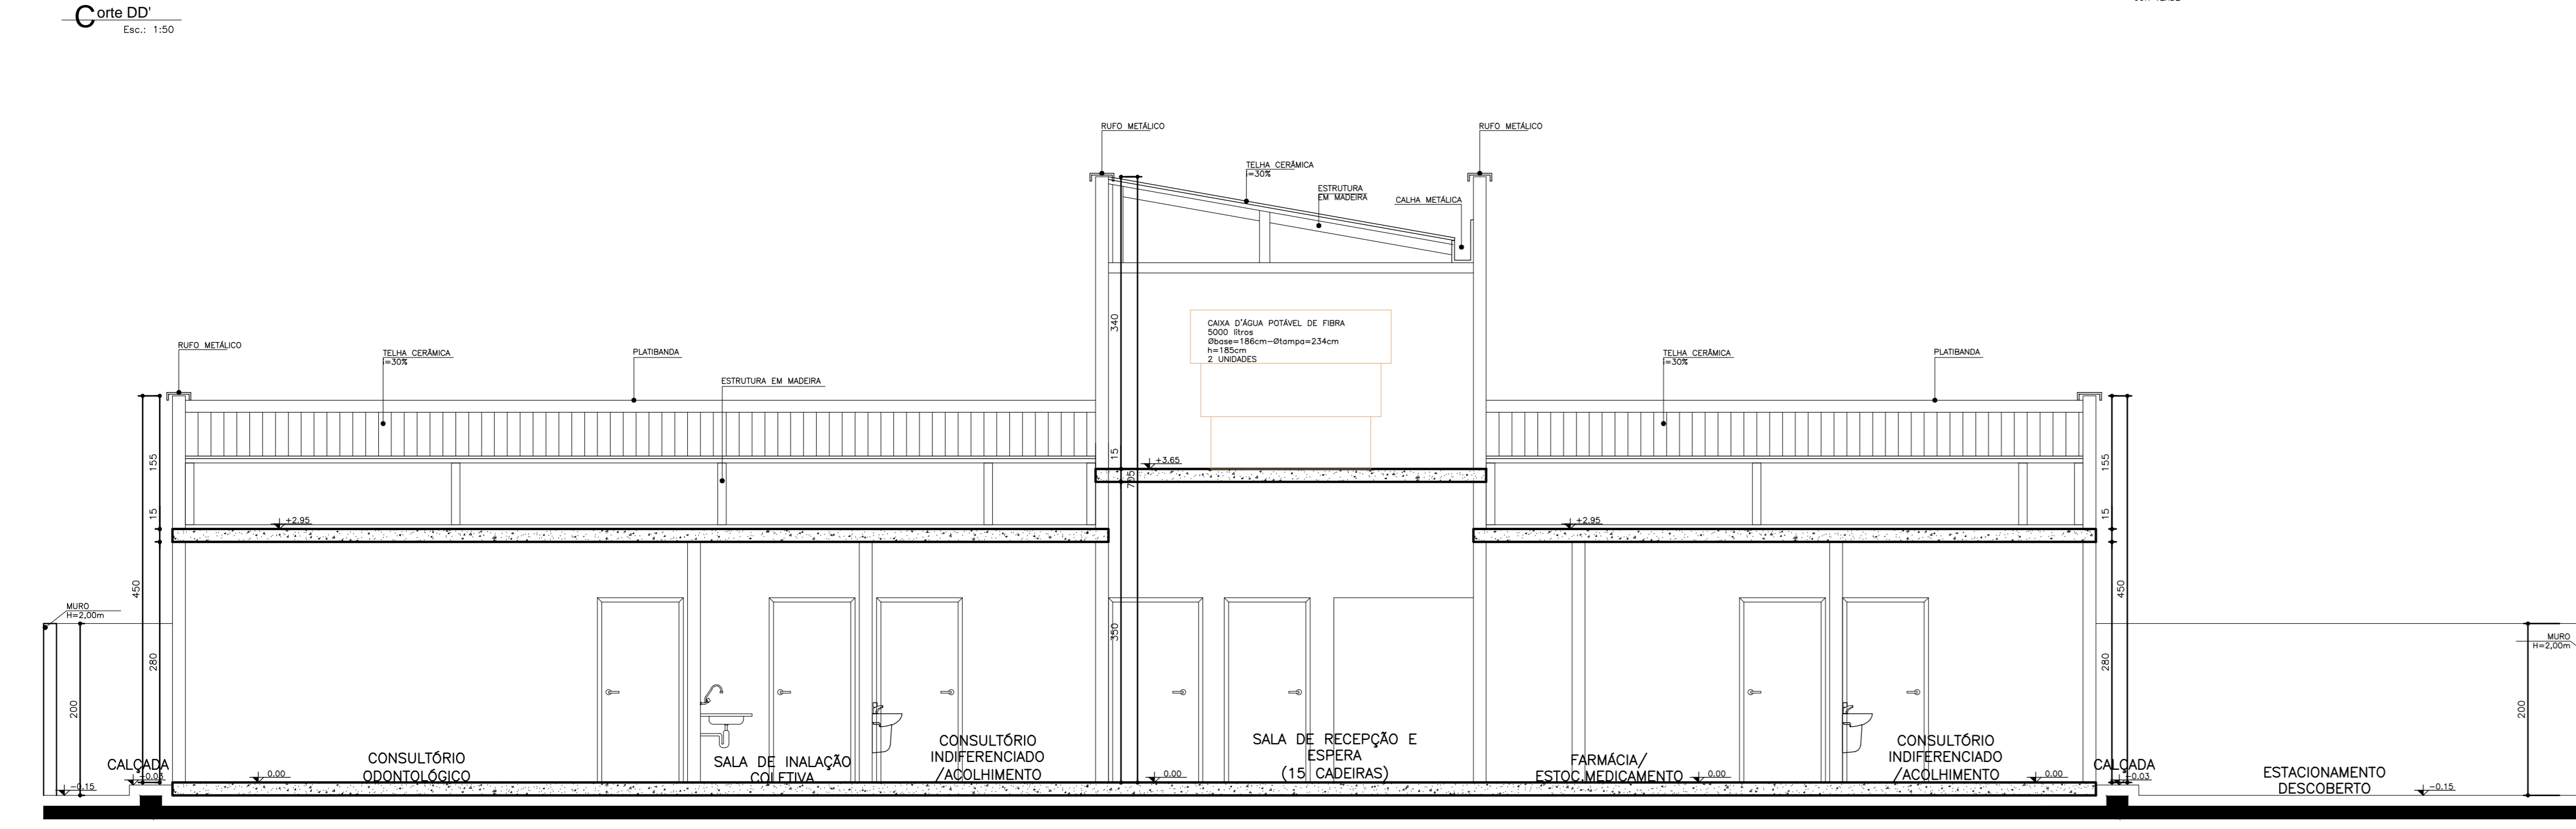 Corte DD'
Esc.: 1:50
RUFO METÁLICO
RUFO METÁLICO
TELHA CERÂMICA
i=30%
ESTRUTURA
EM MADEIRA
CALHA METÁLICA
340
CAIXA D'ÁGUA POTÁVEL DE FIBRA
5000 litros
Øbase=186cm-Øtampa=234cm
h=185cm
2 UNIDADES
RUFO METÁLICO
TELHA CERÂMICA
i=30%
PLATIBANDA
ESTRUTURA EM MADEIRA
TELHA CERÂMICA
i=30%
PLATIBANDA
155
15
+3.65
705
155
15
+2.95
+2.95
15
450
280
350
450
280
MURO
H=2,00m
200
MURO
H=2,00m
200
CALÇADA
-0.03
-0.15
0.00
CONSULTÓRIO
ODONTOLÓGICO
SALA DE INALAÇÃO
COLETIVA
CONSULTÓRIO
INDIFERENCIADO
/ACOLHIMENTO
0.00
SALA DE RECEPÇÃO E
ESPERA
(15 CADEIRAS)
FARMÁCIA/
ESTOC.MEDICAMENTO
0.00
CONSULTÓRIO
INDIFERENCIADO
/ACOLHIMENTO
0.00
CALÇADA
-0.03
ESTACIONAMENTO
DESCOBERTO
-0.15